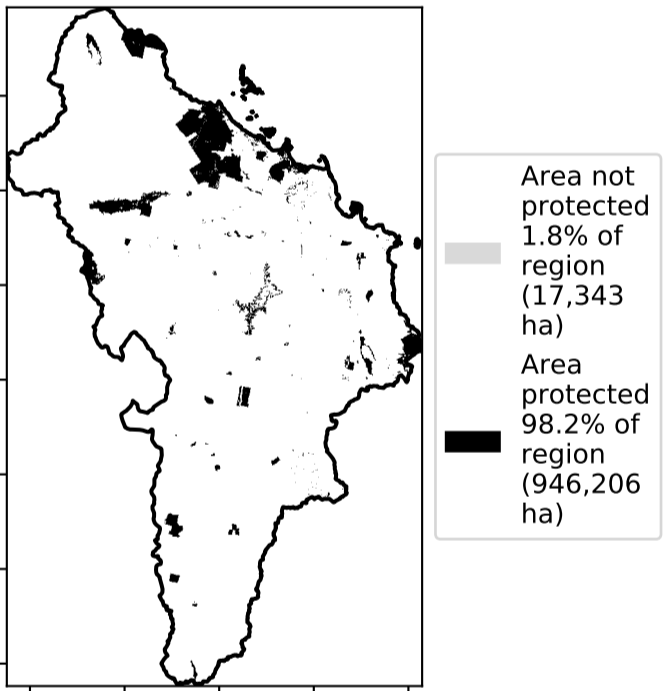 Area not
protected
1.8% of
region
(17,343
ha)
Area
protected
98.2% of
region
(946,206
ha)